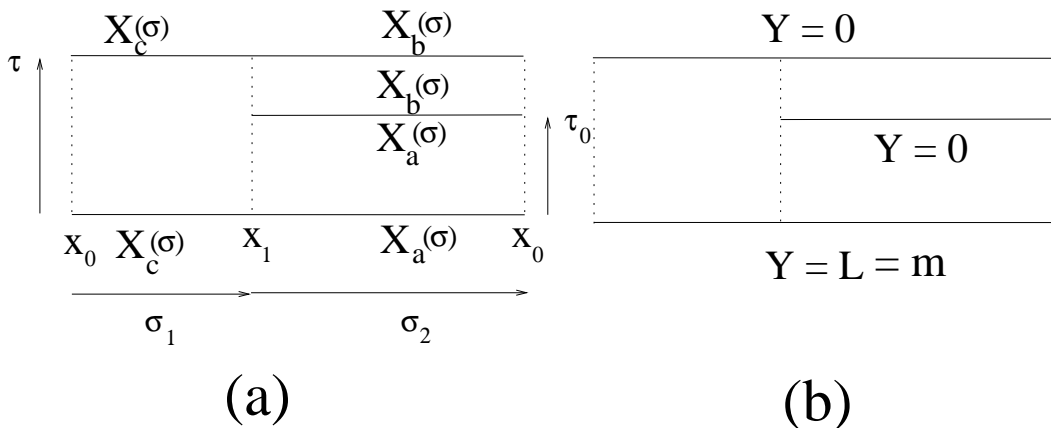 X_c(σ) X_b(σ) Y = 0
τ
X_b(σ)
X_a(σ) τ_0 Y = 0
x_0 X_c(σ) x_1 X_a(σ) x_0
Y = L = m
σ_1 σ_2
(a) (b)